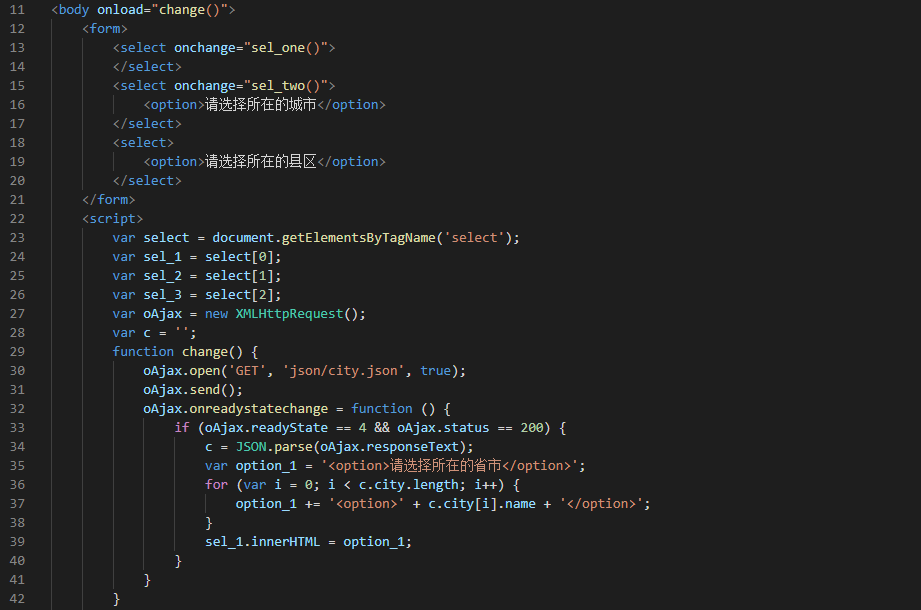 11 <body onload="change()">
12 <form>
13 <select onchange="sel_one()">
14 </select>
15 <select onchange="sel_two()">
16 <option>请选择所在的城市</option>
17 </select>
18 <select>
19 <option>请选择所在的县区</option>
20 </select>
21 </form>
22 <script>
23 var select = document.getElementsByTagName('select');
24 var sel_1 = select[0];
25 var sel_2 = select[1];
26 var sel_3 = select[2];
27 var oAjax = new XMLHttpRequest();
28 var c = '';
29 function change() {
30 oAjax.open('GET', 'json/city.json', true);
31 oAjax.send();
32 oAjax.onreadystatechange = function () {
33 if (oAjax.readyState == 4 && oAjax.status == 200) {
34 c = JSON.parse(oAjax.responseText);
35 var option_1 = '<option>请选择所在的省市</option>';
36 for (var i = 0; i < c.city.length; i++) {
37 option_1 += '<option>' + c.city[i].name + '</option>';
38 }
39 sel_1.innerHTML = option_1;
40 }
41 }
42 }